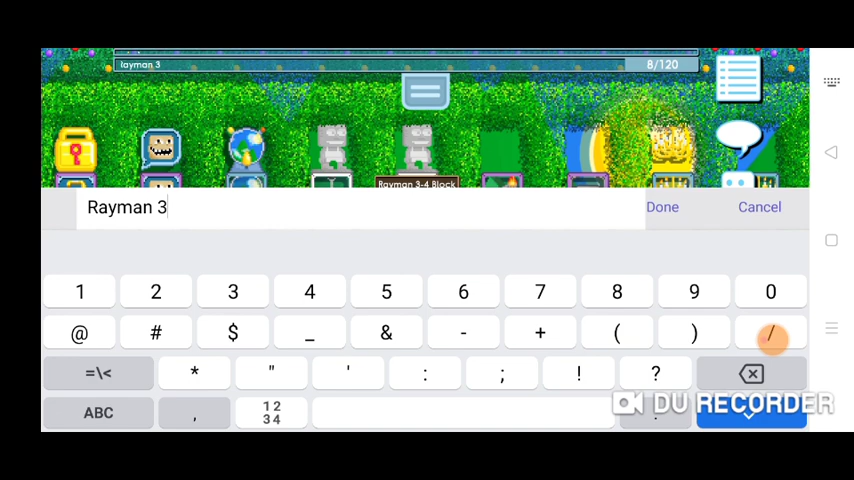 layman 3
8/120
Rayman 3-4 Block
Rayman 3
Done
Cancel
1 2 3 4 5 6 7 8 9 0
@ # $ _ & - + ( ) /
=\< * " ' : ; ! ?
ABC , 12 34 .
DU RECORDER